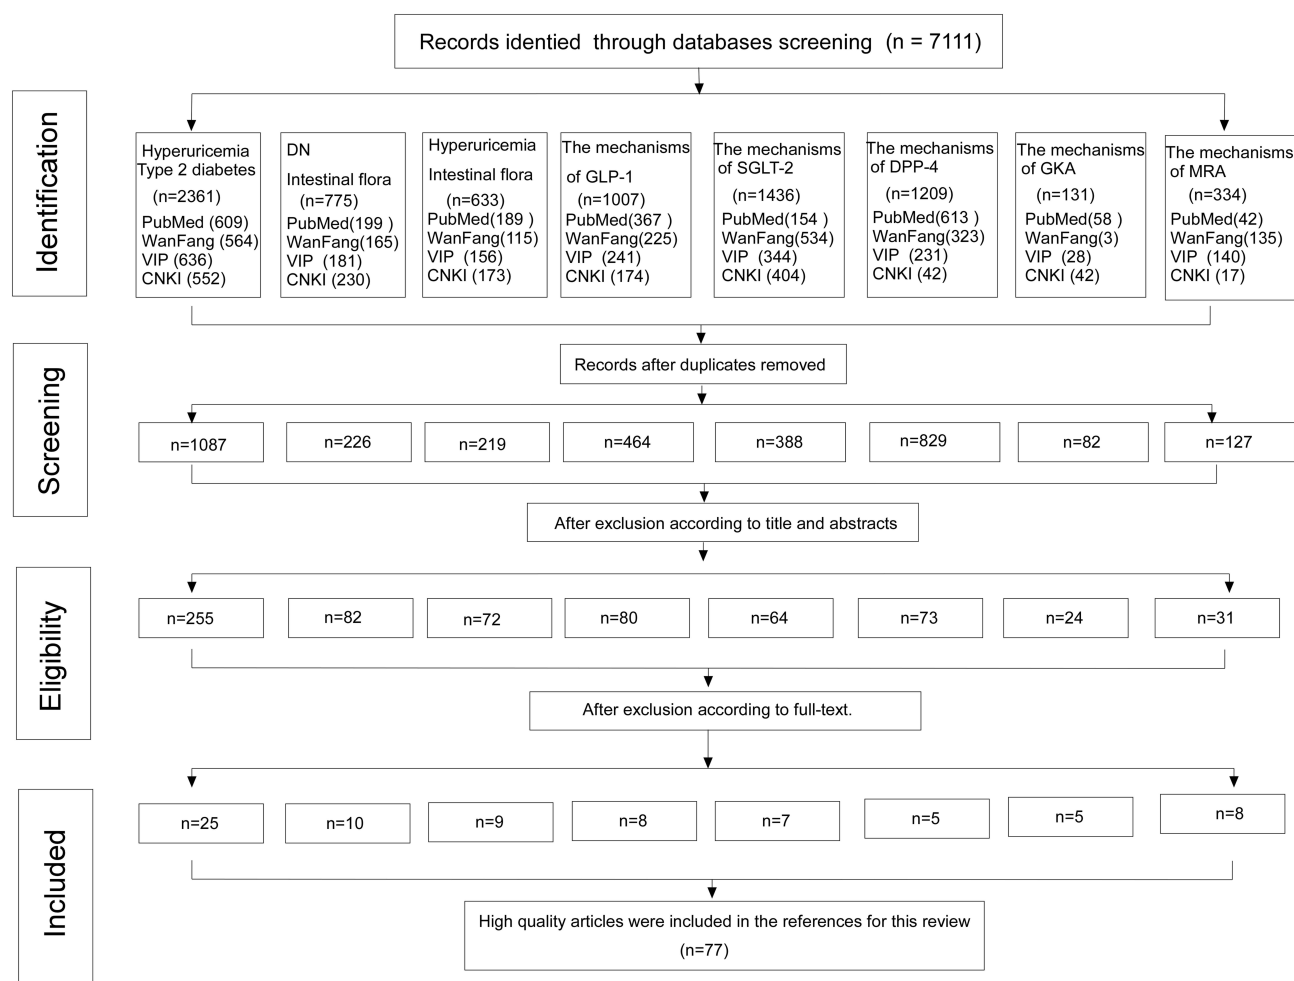 Records identied through databases screening (n = 7111)
Identification
Hyperuricemia
Type 2 diabetes
(n=2361)
PubMed (609)
WanFang (564)
VIP (636)
CNKI (552)
DN
Intestinal flora
(n=775)
PubMed(199 )
WanFang(165)
VIP (181)
CNKI (230)
Hyperuricemia
Intestinal flora
(n=633)
PubMed(189 )
WanFang(115)
VIP (156)
CNKI (173)
The mechanisms
of GLP-1
(n=1007)
PubMed(367 )
WanFang(225)
VIP (241)
CNKI (174)
The mechanisms
of SGLT-2
(n=1436)
PubMed(154 )
WanFang(534)
VIP (344)
CNKI (404)
The mechanisms
of DPP-4
(n=1209)
PubMed(613 )
WanFang(323)
VIP (231)
CNKI (42)
The mechanisms
of GKA
(n=131)
PubMed(58 )
WanFang(3)
VIP (28)
CNKI (42)
The mechanisms
of MRA
(n=334)
PubMed(42)
WanFang(135)
VIP (140)
CNKI (17)
Screening
Records after duplicates removed
n=1087
n=226
n=219
n=464
n=388
n=829
n=82
n=127
After exclusion according to title and abstracts
Eligibility
n=255
n=82
n=72
n=80
n=64
n=73
n=24
n=31
After exclusion according to full-text.
Included
n=25
n=10
n=9
n=8
n=7
n=5
n=5
n=8
High quality articles were included in the references for this review
(n=77)